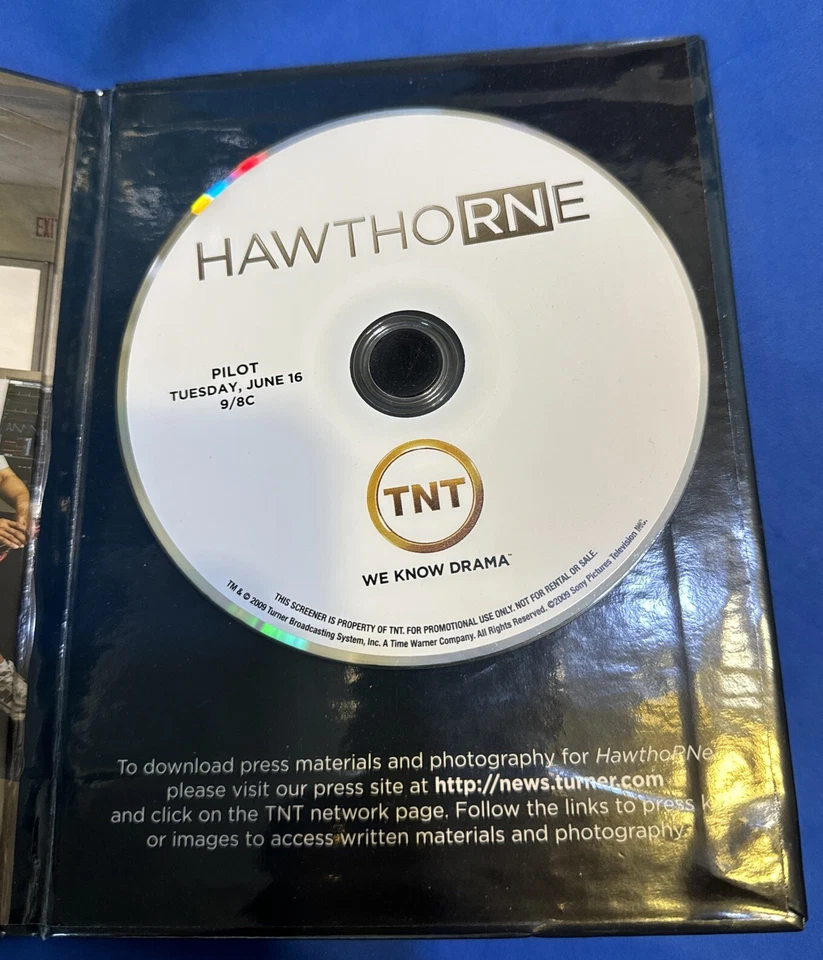 EXIT
HAWTHORNE
PILOT
TUESDAY, JUNE 16
9/8C
TNT
WE KNOW DRAMA™
THIS SCREENER IS PROPERTY OF TNT. FOR PROMOTIONAL USE ONLY. NOT FOR RENTAL OR SALE.
TM & © 2009 Turner Broadcasting System, Inc. A Time Warner Company. All Rights Reserved. ©2009 Sony Pictures Television Inc.
To download press materials and photography for HawthoRNe
please visit our press site at http://news.turner.com
and click on the TNT network page. Follow the links to press
or images to access written materials and photography.